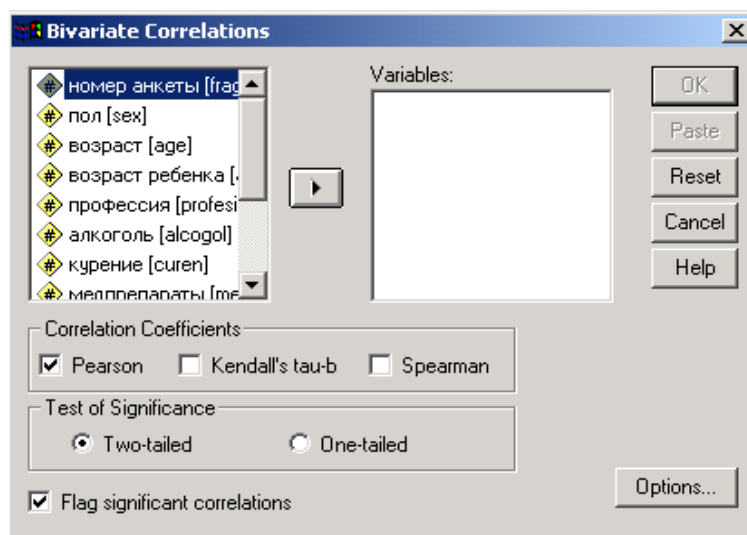 Bivariate Correlations
номер анкеты [frag
пол [sex]
возраст [age]
возраст ребенка [
профессия [profesi
алкоголь [alcogol]
курение [curen]
медпрепараты [me
Variables:
OK
Paste
Reset
Cancel
Help
Correlation Coefficients
Pearson Kendall's tau-b Spearman
Test of Significance
Two-tailed One-tailed
Flag significant correlations
Options...